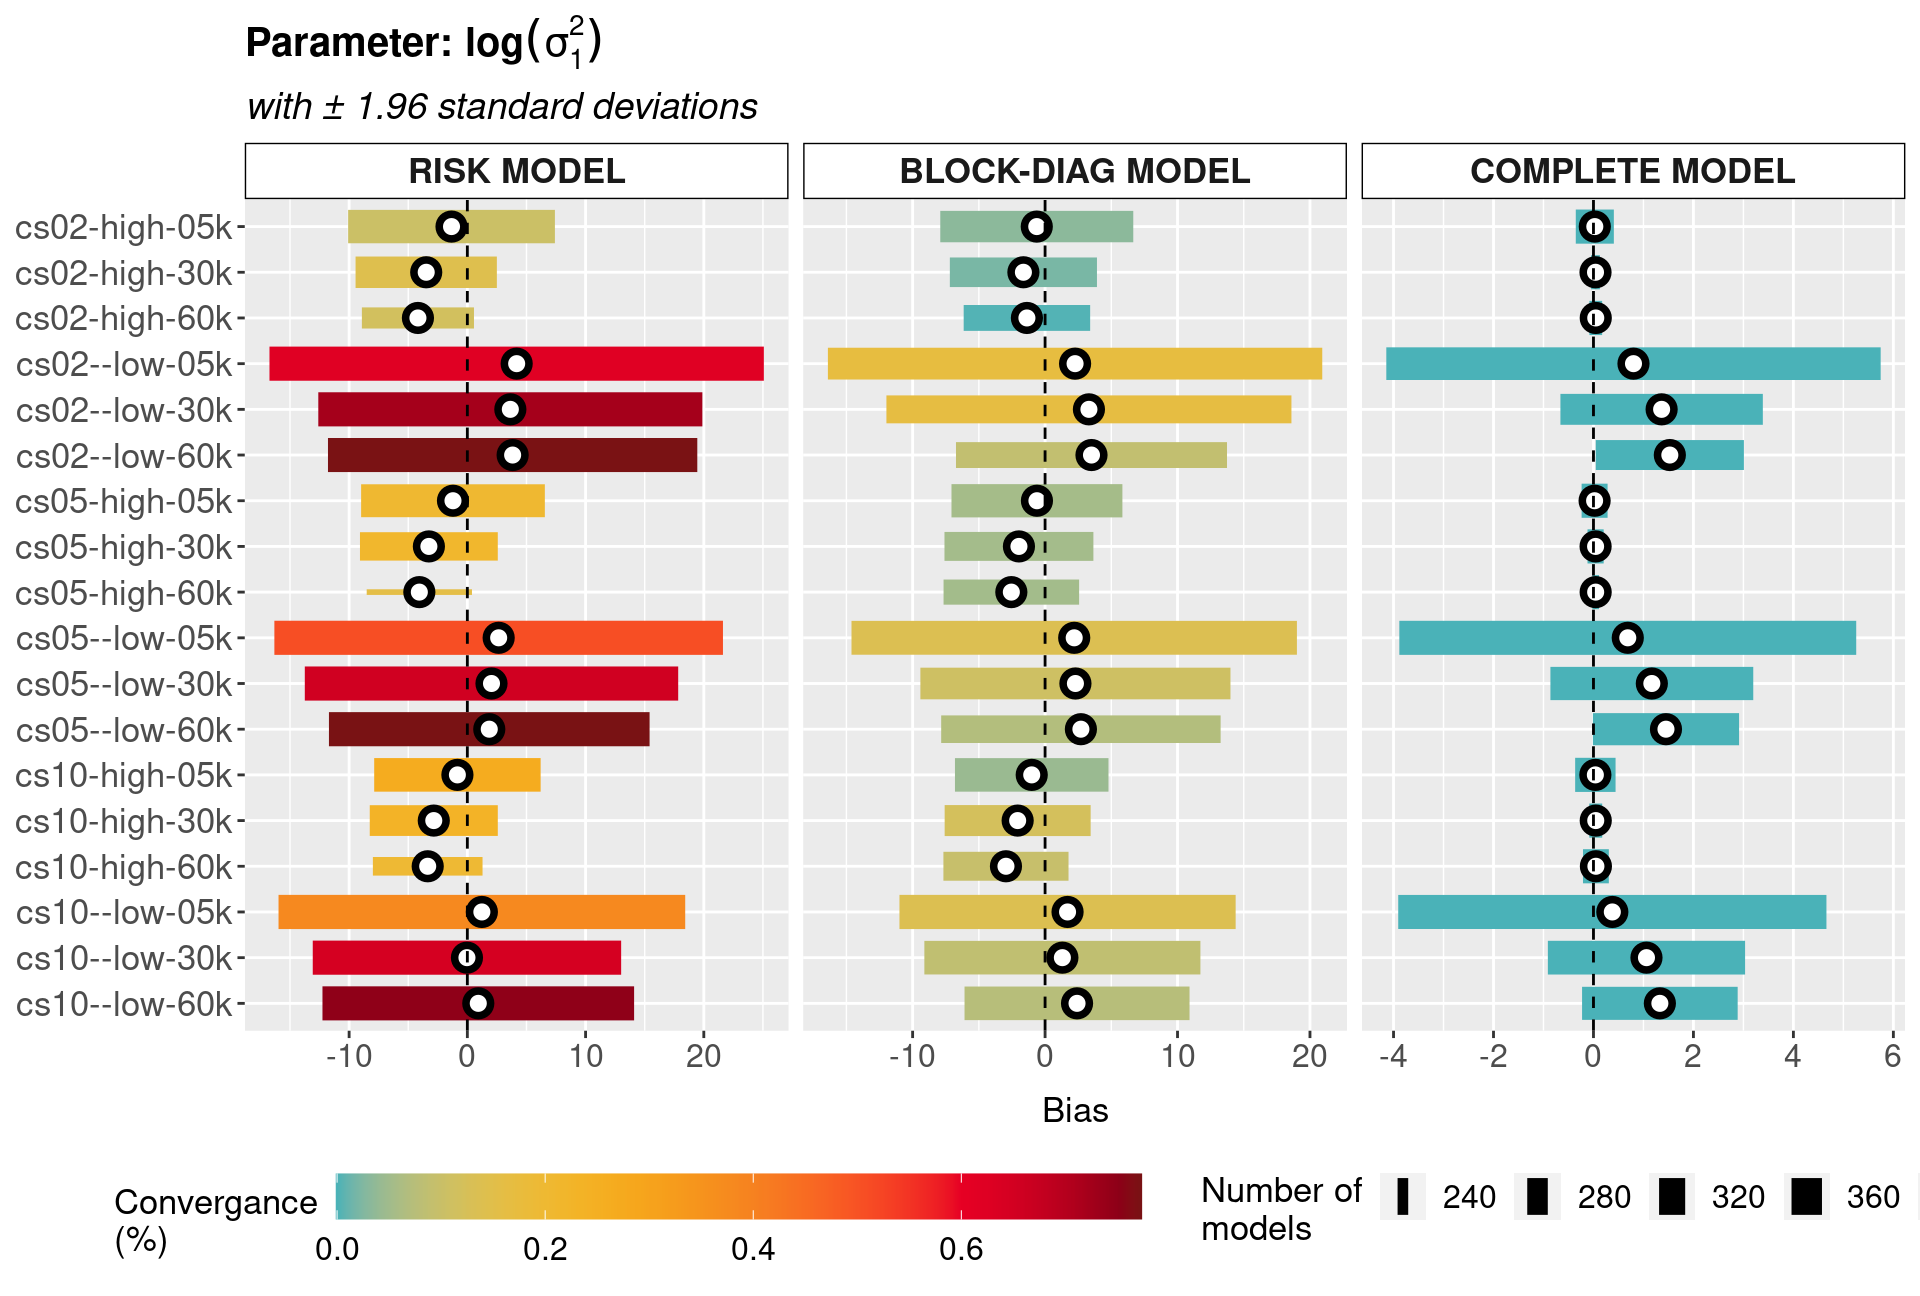 Parameter: log(σ₁²)
with ± 1.96 standard deviations
RISK MODEL
BLOCK-DIAG MODEL
COMPLETE MODEL
cs02-high-05k
cs02-high-30k
cs02-high-60k
cs02--low-05k
cs02--low-30k
cs02--low-60k
cs05-high-05k
cs05-high-30k
cs05-high-60k
cs05--low-05k
cs05--low-30k
cs05--low-60k
cs10-high-05k
cs10-high-30k
cs10-high-60k
cs10--low-05k
cs10--low-30k
cs10--low-60k
-10 0 10 20
-10 0 10 20
-4 -2 0 2 4 6
Bias
Convergance
(%)
0.0 0.2 0.4 0.6
Number of
models
240 280 320 360